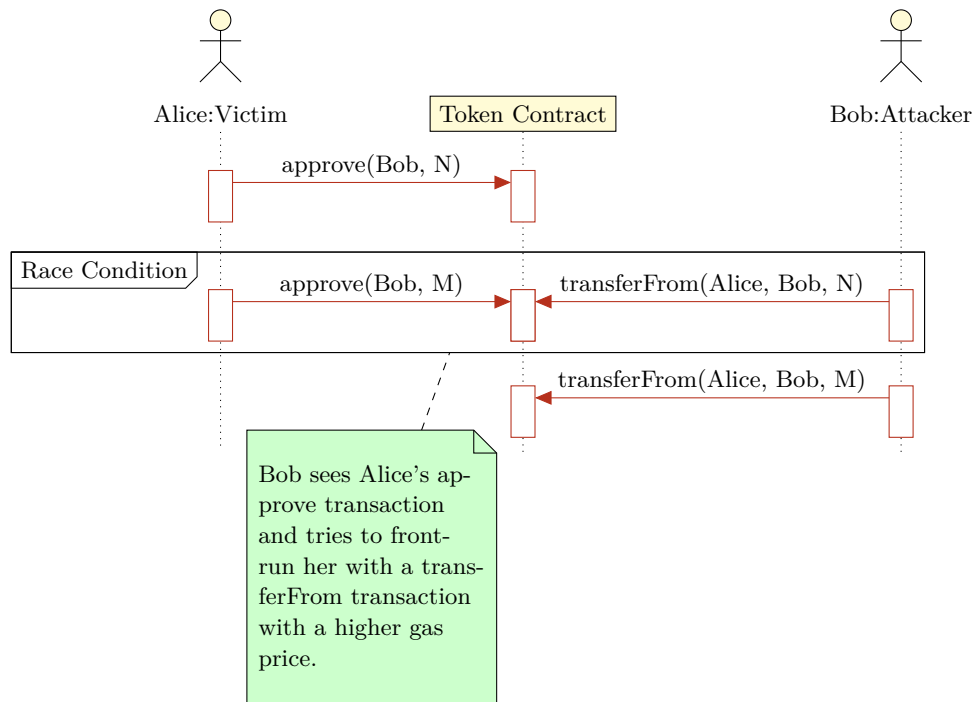 Alice:Victim
Token Contract
Bob:Attacker
approve(Bob, N)
Race Condition
approve(Bob, M)
transferFrom(Alice, Bob, N)
transferFrom(Alice, Bob, M)
Bob sees Alice's ap-
prove transaction
and tries to front-
run her with a trans-
ferFrom transaction
with a higher gas
price.